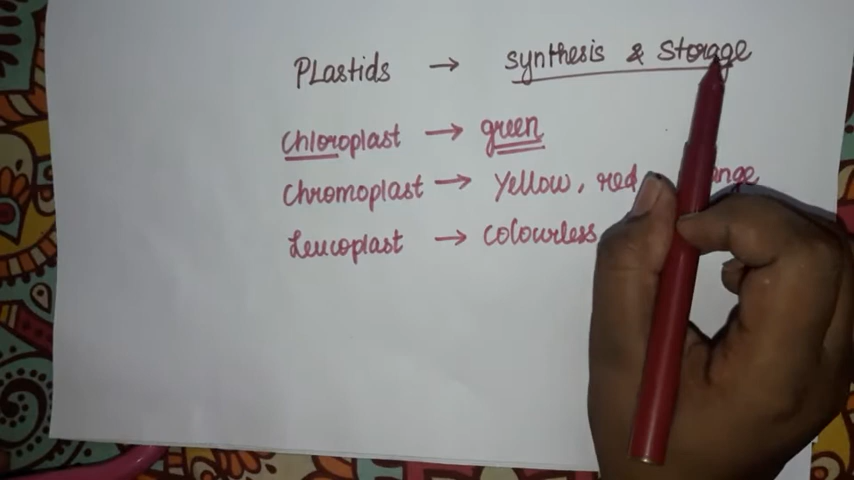 Plastids → synthesis & storage
Chloroplast → green
Chromoplast → Yellow, red
Leucoplast → Colourless